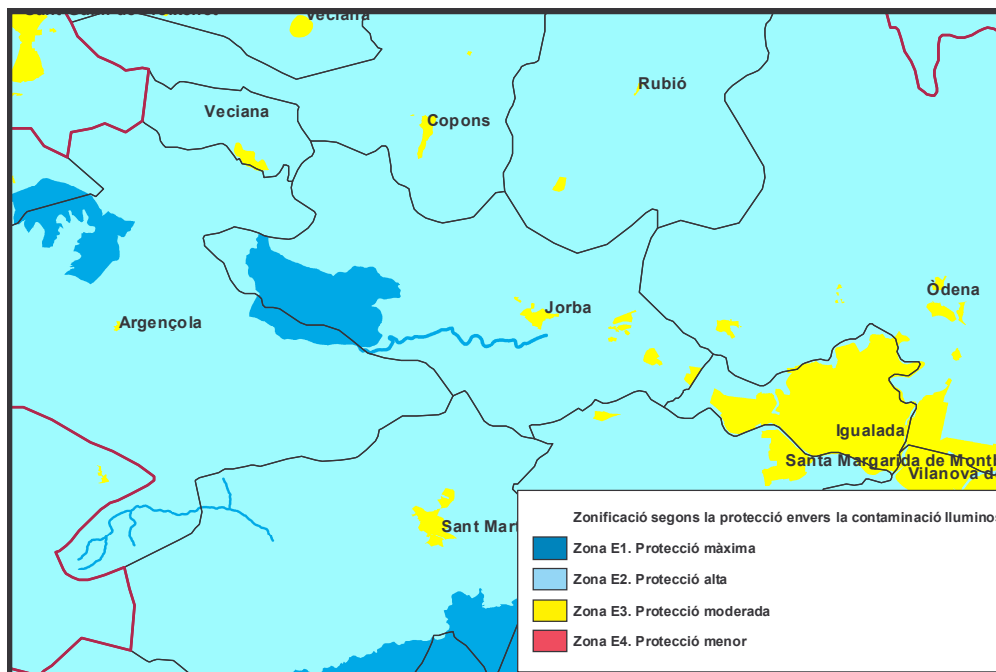 Veciana
Rubió
Veciana
Copons
Òdena
Jorba
Argençola
Igualada
Santa Margarida de Montb
Vilanova d
Sant Mart
Zonificació segons la protecció envers la contaminació lluminos
Zona E1. Protecció màxima
Zona E2. Protecció alta
Zona E3. Protecció moderada
Zona E4. Protecció menor